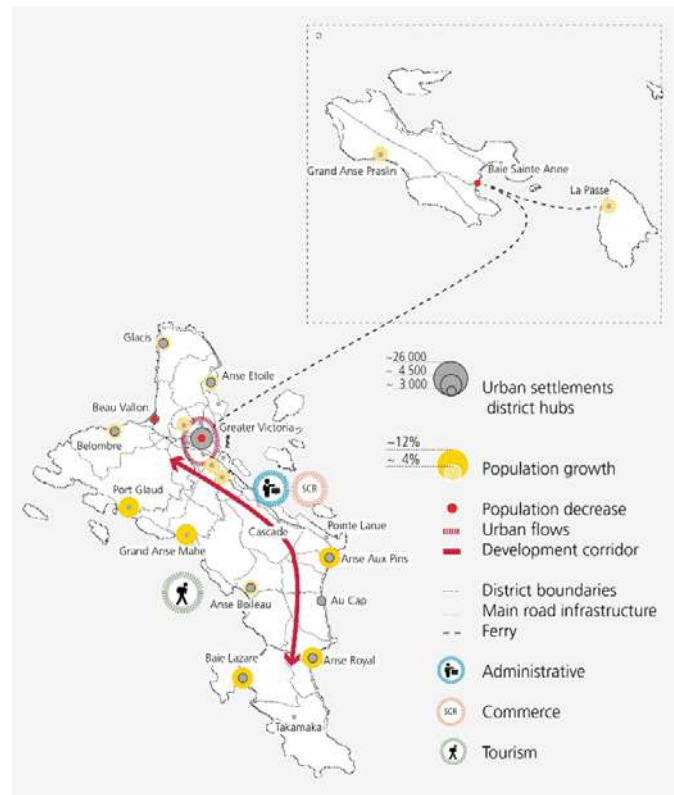 Grand Anse Praslin
Baie Sainte Anne
La Passe
Glacis
Anse Etoile
Beau Vallon
Greater Victoria
Belombre
Port Glaud
Grand Anse Mahe
SCR
Cascade
Pointe Larue
Anse Aux Pins
Anse Boileau
Au Cap
Baie Lazare
Anse Royal
Takamaka
~26 000
~ 4 500
~ 3 000
Urban settlements
district hubs
~12%
~ 4%
Population growth
Population decrease
Urban flows
Development corridor
District boundaries
Main road infrastructure
Ferry
Administrative
SCR
Commerce
Tourism